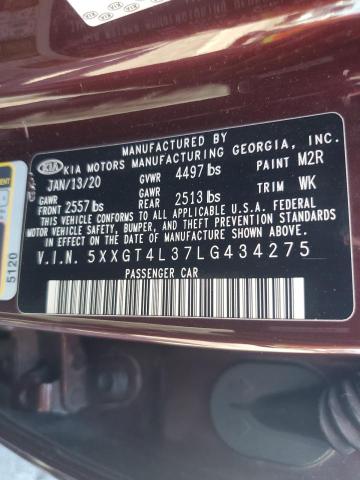 MANUFACTURED BY
KIA KIA MOTORS MANUFACTURING GEORGIA, INC.
JAN/13/20 GVWR 4497 lbs PAINT M2R
GAWR GAWR
FRONT 2557 lbs 2513 lbs TRIM WK
THIS VEHICLE CONFORMS TO ALL APPLICABLE U.S.A. FEDERAL
MOTOR VEHICLE SAFETY, BUMPER, AND THEFT PREVENTION STANDARDS
IN EFFECT ON THE DATE OF MANUFACTURE SHOWN ABOVE.
V.I.N. 5XXGT4L37LG434275
PASSENGER CAR
5120